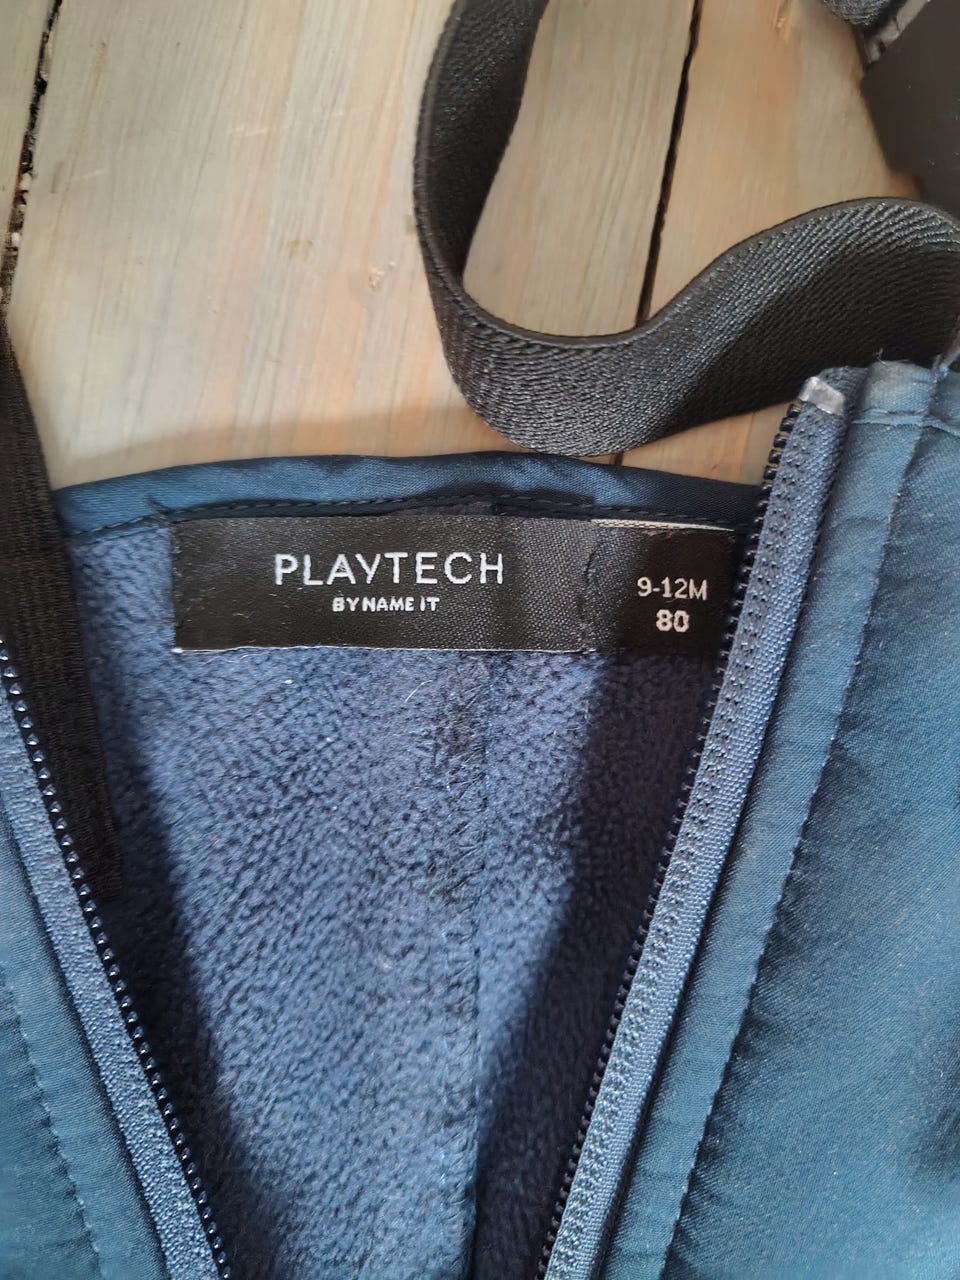 PLAYTECH
BY NAME IT
9-12M
80